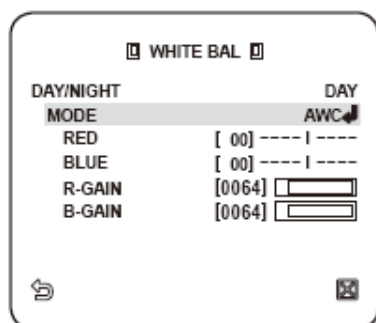 WHITE BAL
DAY/NIGHT DAY
MODE AWC
RED [ 00] ---- I ----
BLUE [ 00] ---- I ----
R-GAIN [0064]
B-GAIN [0064]